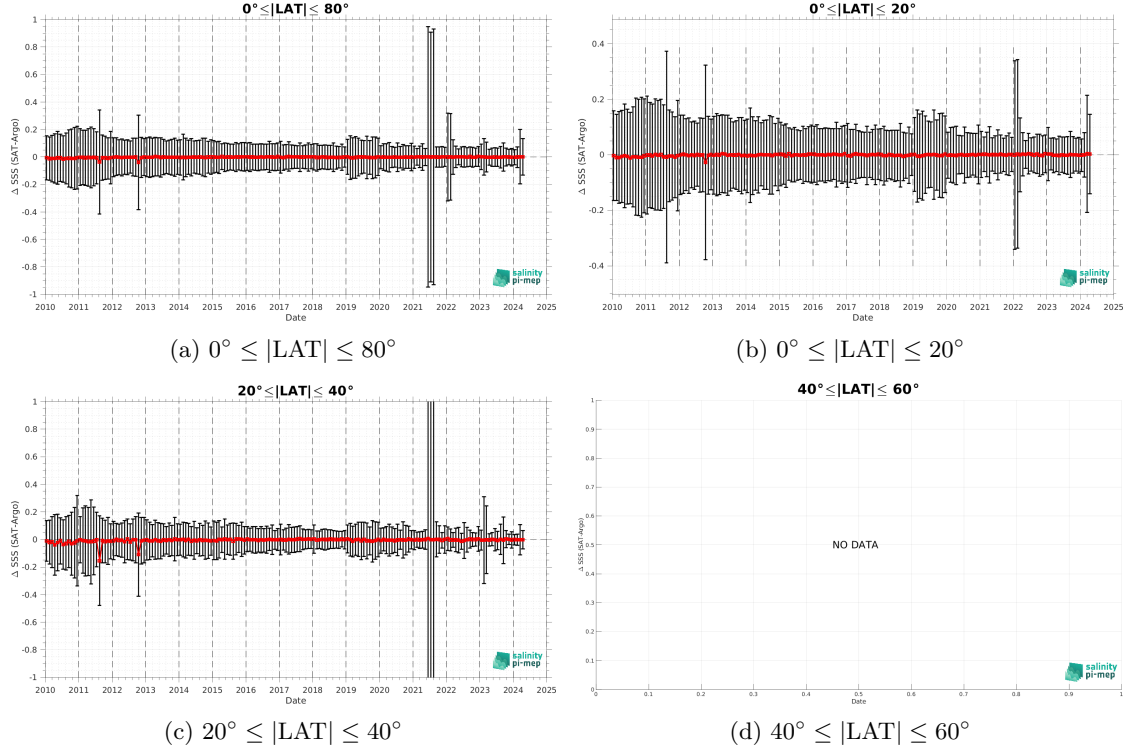 0°≤|LAT|≤ 80°
1
0.8
0.6
0.4
0.2
0
-0.2
-0.4
-0.6
-0.8
-1
Δ SSS (SAT-Argo)
2010 2011 2012 2013 2014 2015 2016 2017 2018 2019 2020 2021 2022 2023 2024 2025
Date
salinity
pi-mep
(a) 0° ≤ |LAT| ≤ 80°
0°≤|LAT|≤ 20°
0.4
0.2
0
-0.2
-0.4
Δ SSS (SAT-Argo)
2010 2011 2012 2013 2014 2015 2016 2017 2018 2019 2020 2021 2022 2023 2024 2025
Date
salinity
pi-mep
(b) 0° ≤ |LAT| ≤ 20°
20°≤|LAT|≤ 40°
1
0.8
0.6
0.4
0.2
0
-0.2
-0.4
-0.6
-0.8
-1
Δ SSS (SAT-Argo)
2010 2011 2012 2013 2014 2015 2016 2017 2018 2019 2020 2021 2022 2023 2024 2025
Date
salinity
pi-mep
(c) 20° ≤ |LAT| ≤ 40°
40°≤|LAT|≤ 60°
1
0.9
0.8
0.7
0.6
0.5
0.4
0.3
0.2
0.1
0
Δ SSS (SAT-Argo)
NO DATA
0 0.1 0.2 0.3 0.4 0.5 0.6 0.7 0.8 0.9 1
Date
salinity
pi-mep
(d) 40° ≤ |LAT| ≤ 60°